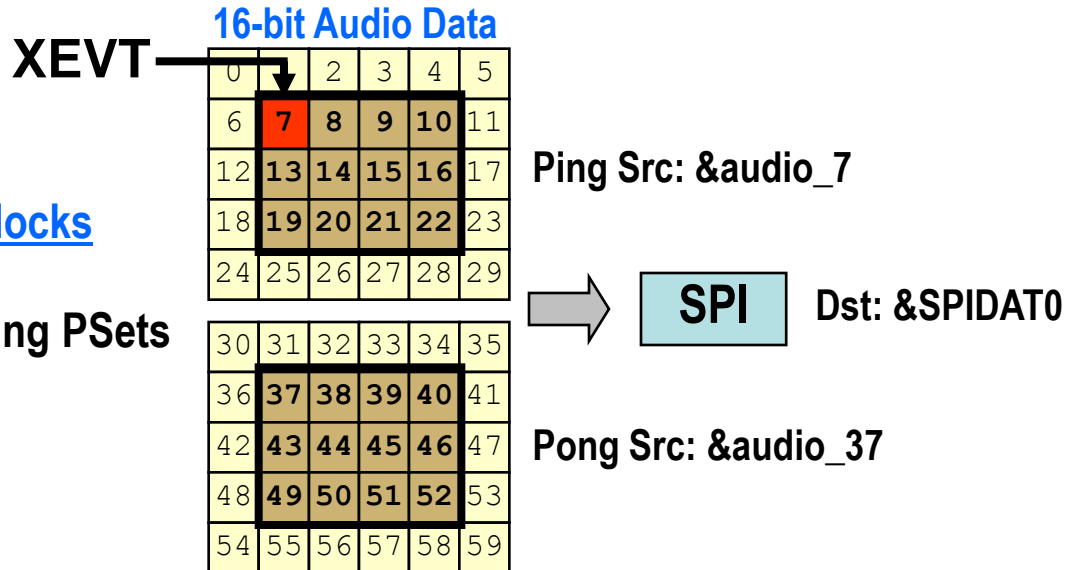 16-bit Audio Data
XEVT
0 2 3 4 5
6 7 8 9 10 11
12 13 14 15 16 17
18 19 20 21 22 23
24 25 26 27 28 29
Ping Src: &audio_7
locks
ng PSets
SPI
Dst: &SPIDAT0
30 31 32 33 34 35
36 37 38 39 40 41
42 43 44 45 46 47
48 49 50 51 52 53
54 55 56 57 58 59
Pong Src: &audio_37